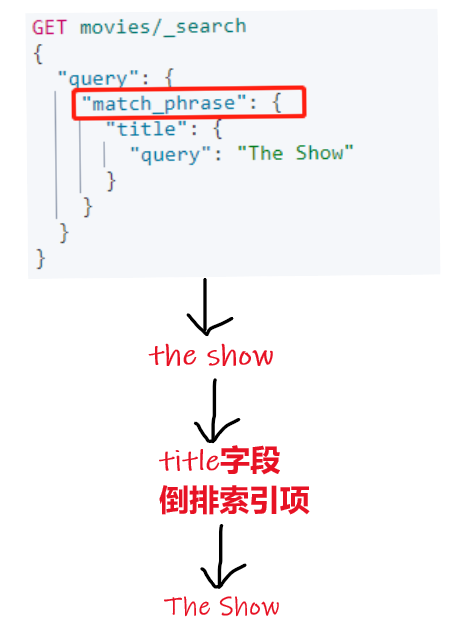 GET movies/_search
{
"query": {
"match_phrase": {
"title": {
"query": "The Show"
}
}
}
}
the show
title字段
倒排索引项
The Show